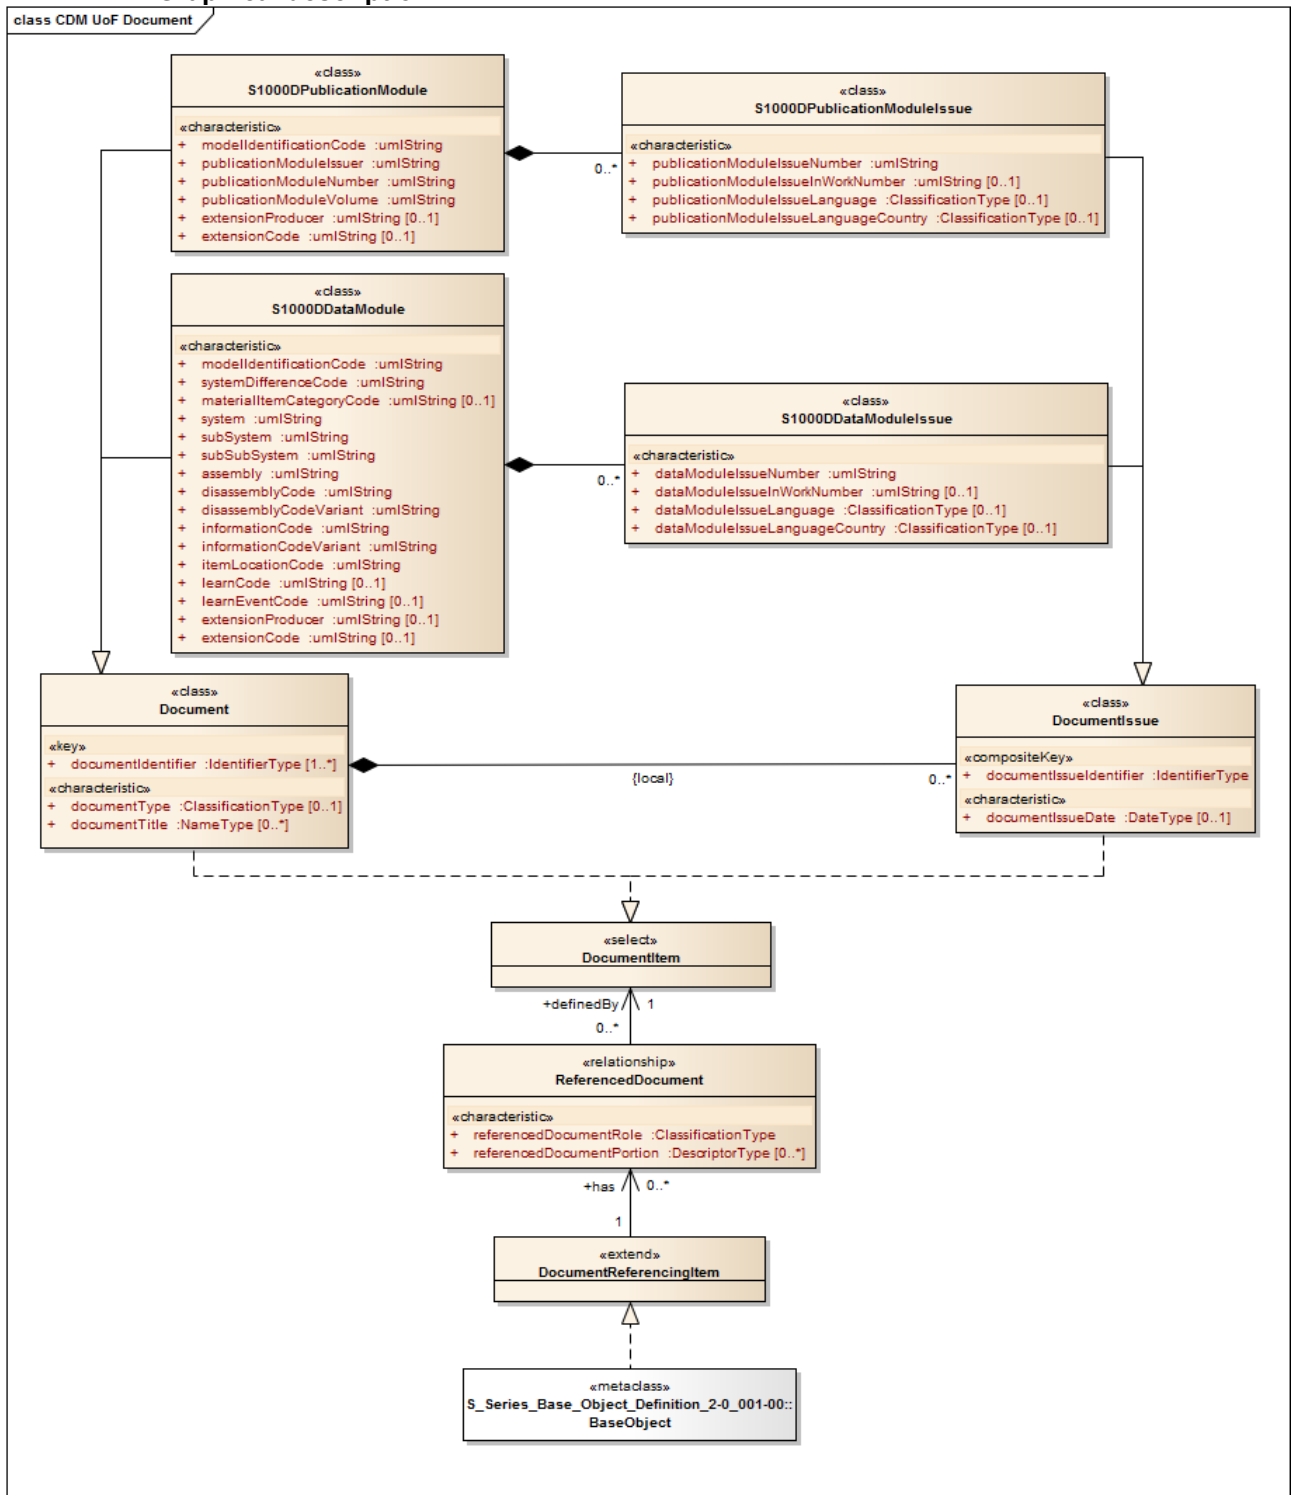 class CDM UoF Document
«class»
S1000DPublicationModule
«characteristic»
+ modelIdentificationCode :umlString
+ publicationModuleIssuer :umlString
+ publicationModuleNumber :umlString
+ publicationModuleVolume :umlString
+ extensionProducer :umlString [0..1]
+ extensionCode :umlString [0..1]
«class»
S1000DPublicationModuleIssue
«characteristic»
+ publicationModuleIssueNumber :umlString
+ publicationModuleIssueInWorkNumber :umlString [0..1]
+ publicationModuleIssueLanguage :ClassificationType [0..1]
+ publicationModuleIssueLanguageCountry :ClassificationType [0..1]
0..*
«class»
S1000DDataModule
«characteristic»
+ modelIdentificationCode :umlString
+ systemDifferenceCode :umlString
+ materialItemCategoryCode :umlString [0..1]
+ system :umlString
+ subSystem :umlString
+ subSubSystem :umlString
+ assembly :umlString
+ disassemblyCode :umlString
+ disassemblyCodeVariant :umlString
+ informationCode :umlString
+ informationCodeVariant :umlString
+ itemLocationCode :umlString
+ learnCode :umlString [0..1]
+ learnEventCode :umlString [0..1]
+ extensionProducer :umlString [0..1]
+ extensionCode :umlString [0..1]
«class»
S1000DDataModuleIssue
«characteristic»
+ dataModuleIssueNumber :umlString
+ dataModuleIssueInWorkNumber :umlString [0..1]
+ dataModuleIssueLanguage :ClassificationType [0..1]
+ dataModuleIssueLanguageCountry :ClassificationType [0..1]
0..*
«class»
Document
«key»
+ documentIdentifier :IdentifierType [1..*]
«characteristic»
+ documentType :ClassificationType [0..1]
+ documentTitle :NameType [0..*]
{local}
0..*
«class»
DocumentIssue
«compositeKey»
+ documentIssueIdentifier :IdentifierType
«characteristic»
+ documentIssueDate :DateType [0..1]
«select»
DocumentItem
+definedBy 1
0..*
«relationship»
ReferencedDocument
«characteristic»
+ referencedDocumentRole :ClassificationType
+ referencedDocumentPortion :DescriptorType [0..*]
+has 0..*
1
«extend»
DocumentReferencingItem
«metaclass»
S_Series_Base_Object_Definition_2-0_001-00::
BaseObject